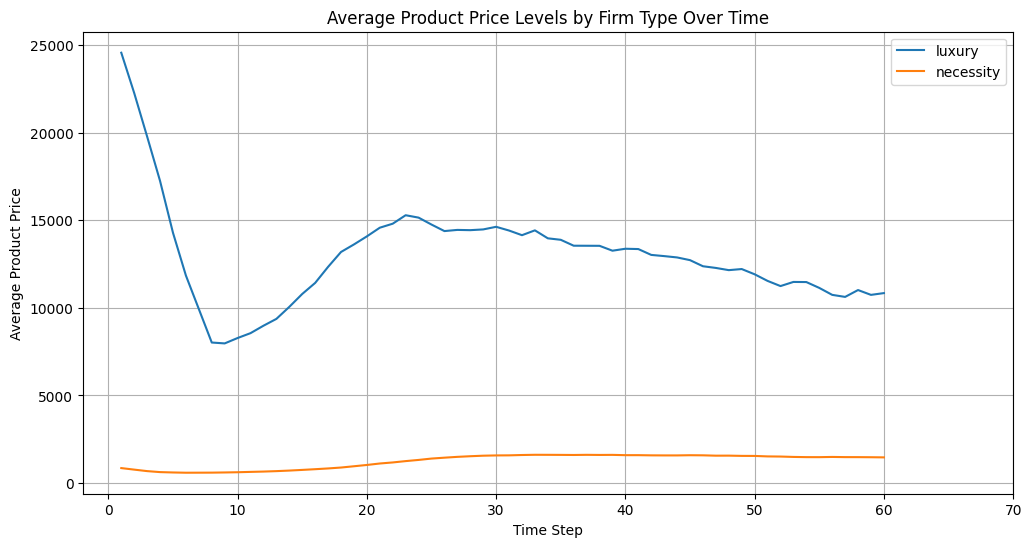 Average Product Price Levels by Firm Type Over Time
luxury
necessity
25000
20000
15000
10000
5000
0
Average Product Price
0 10 20 30 40 50 60 70
Time Step